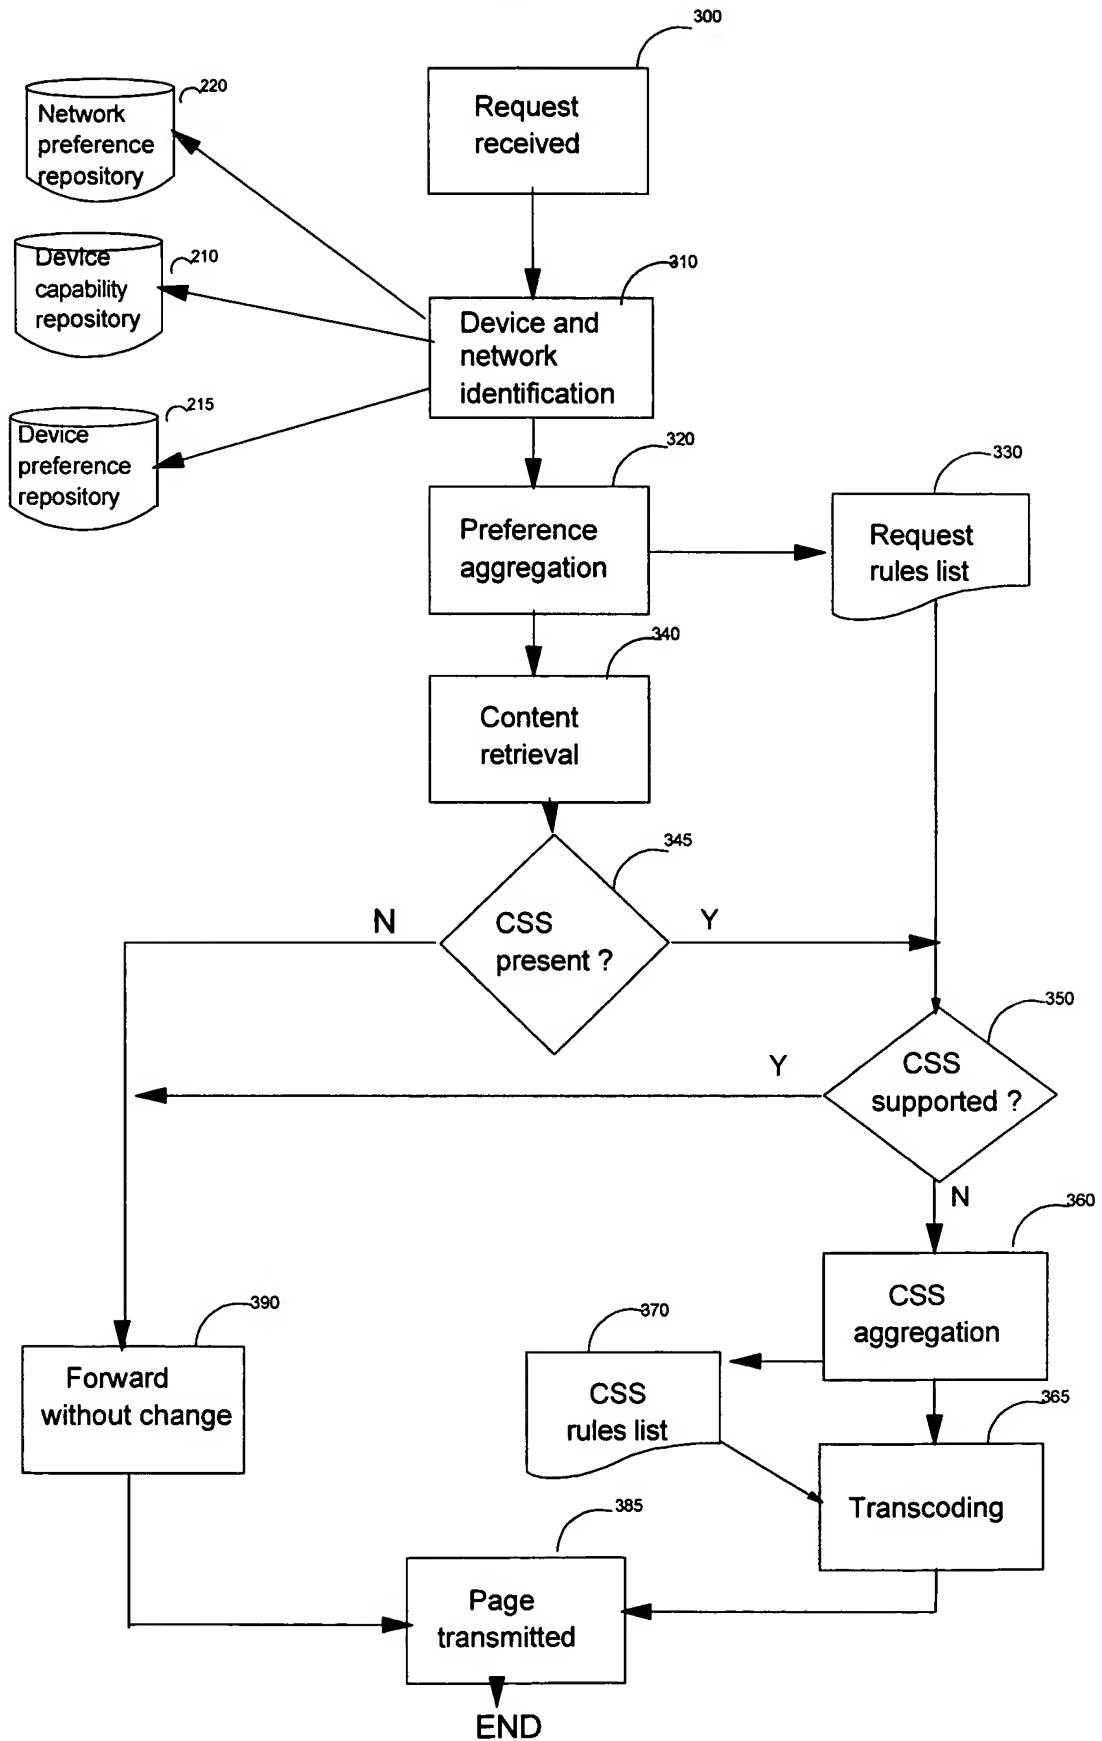 300
Request
received
220
Network
preference
repository
210
Device
capability
repository
310
Device and
network
identification
215
Device
preference
repository
320
Preference
aggregation
330
Request
rules list
340
Content
retrieval
345
CSS
present ?
N
Y
350
CSS
supported ?
Y
N
360
CSS
aggregation
390
Forward
without change
370
CSS
rules list
365
Transcoding
385
Page
transmitted
END